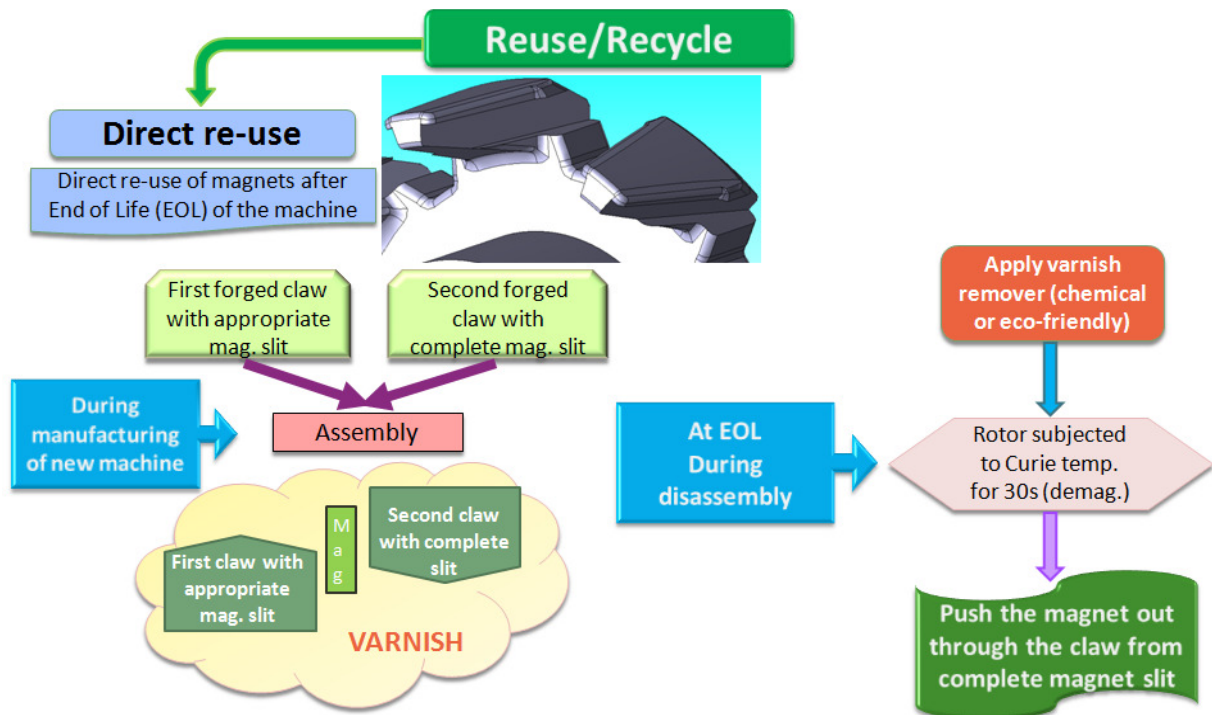 Reuse/Recycle
Direct re-use
Direct re-use of magnets after
End of Life (EOL) of the machine
First forged claw
with appropriate
mag. slit
Second forged
claw with
complete mag. slit
During
manufacturing
of new machine
Assembly
First claw with
appropriate
mag. slit
M
a
g
Second claw
with complete
slit
VARNISH
At EOL
During
disassembly
Apply varnish
remover (chemical
or eco-friendly)
Rotor subjected
to Curie temp.
for 30s (demag.)
Push the magnet out
through the claw from
complete magnet slit